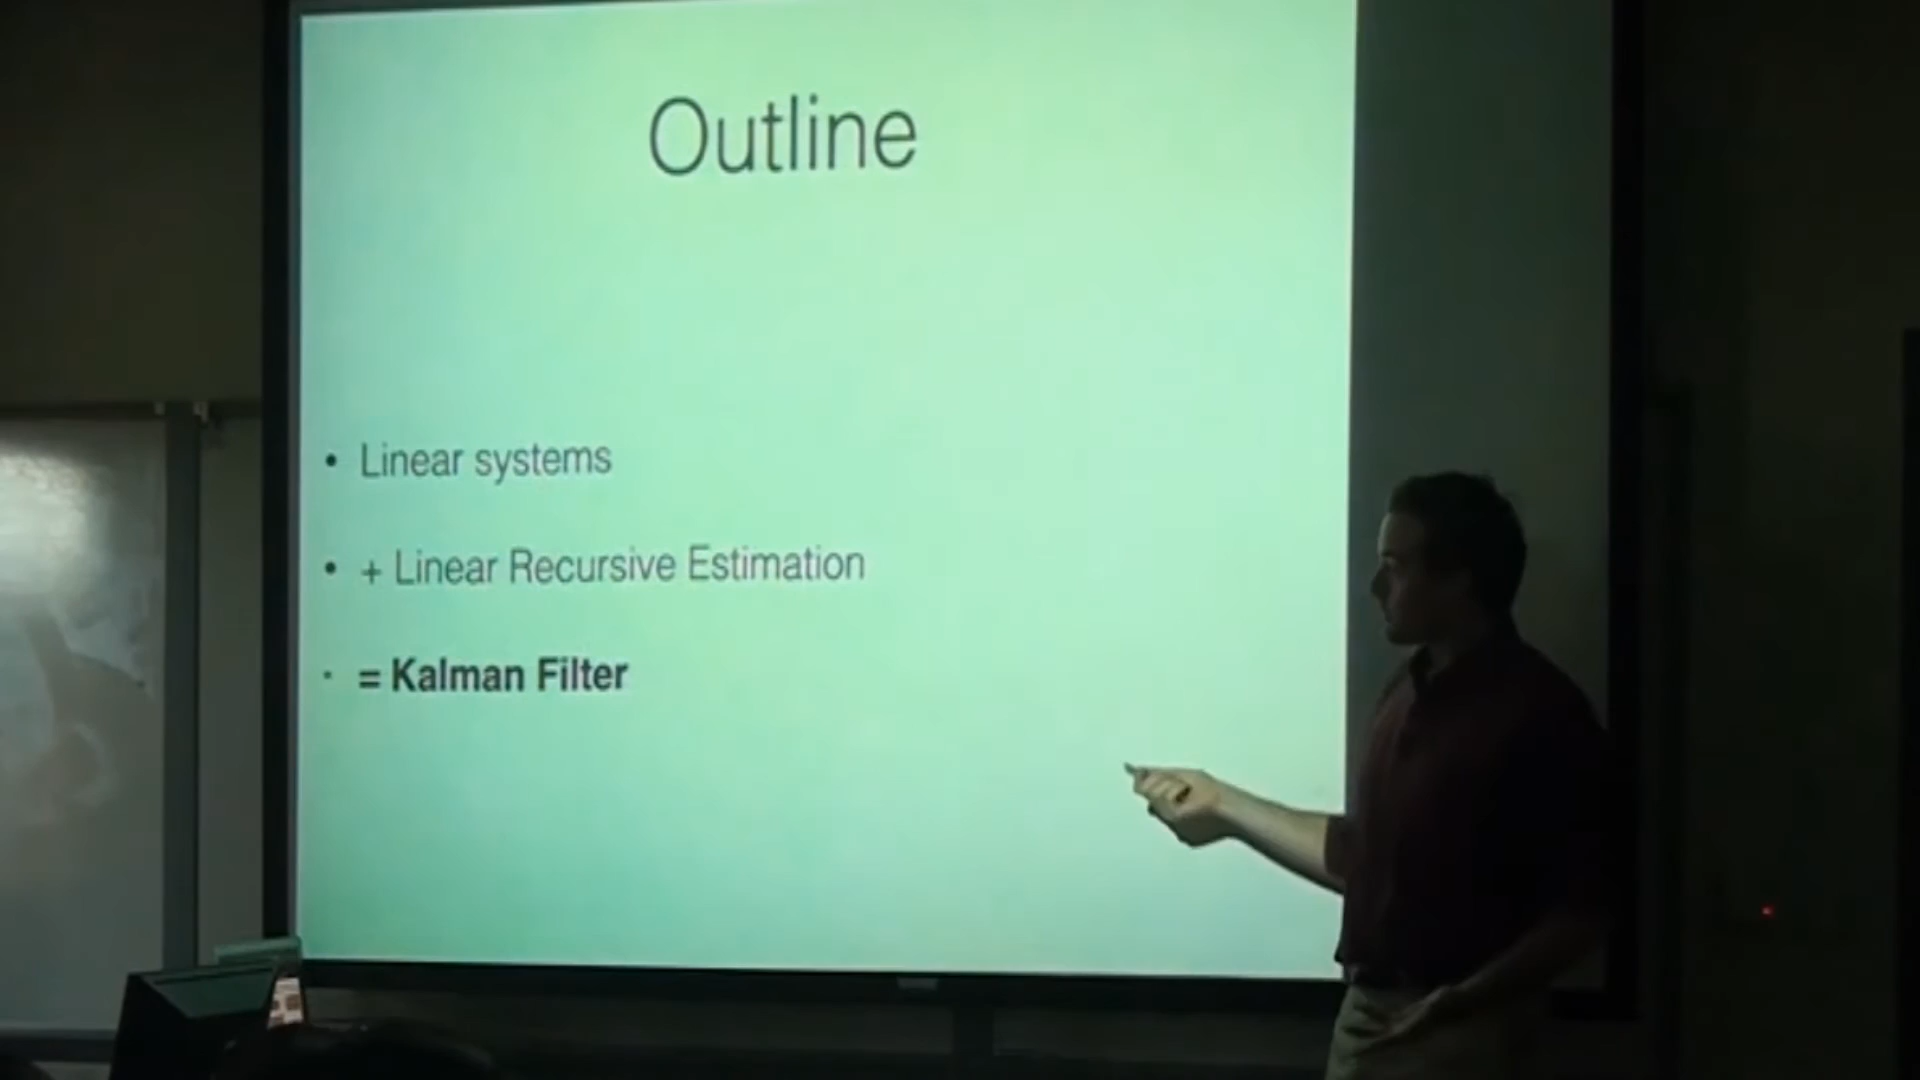 Outline
• Linear systems
• + Linear Recursive Estimation
• = Kalman Filter